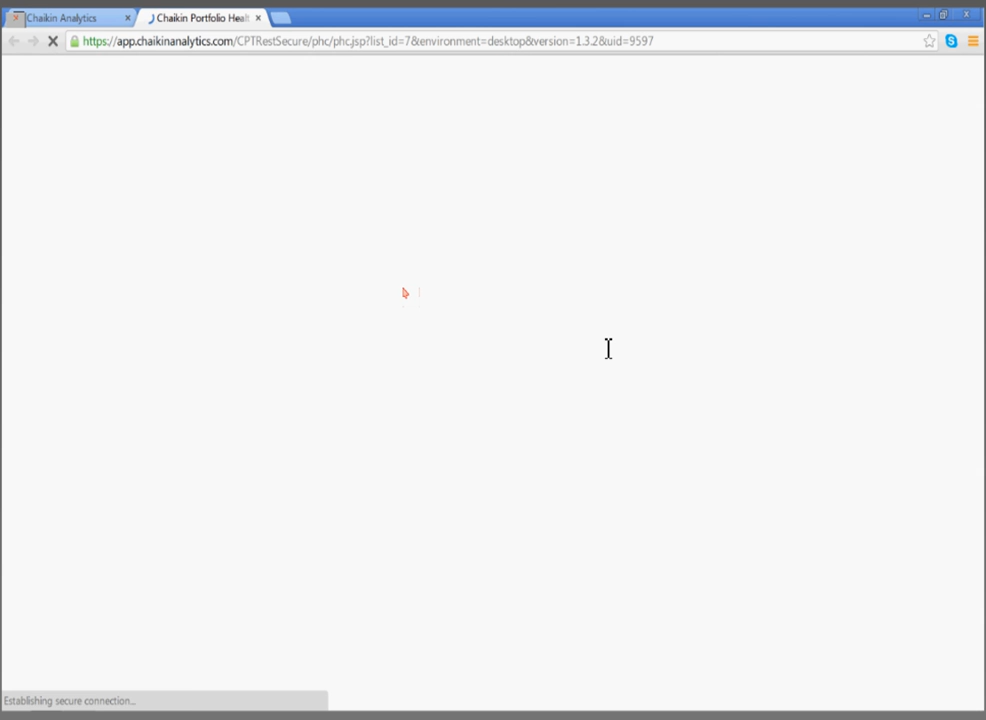 Chaikin Analytics
Chaikin Portfolio Healt
https://app.chaikinanalytics.com/CPTRestSecure/phc/phc.jsp?list_id=7&environment=desktop&version=1.3.2&uid=9597
Establishing secure connection...